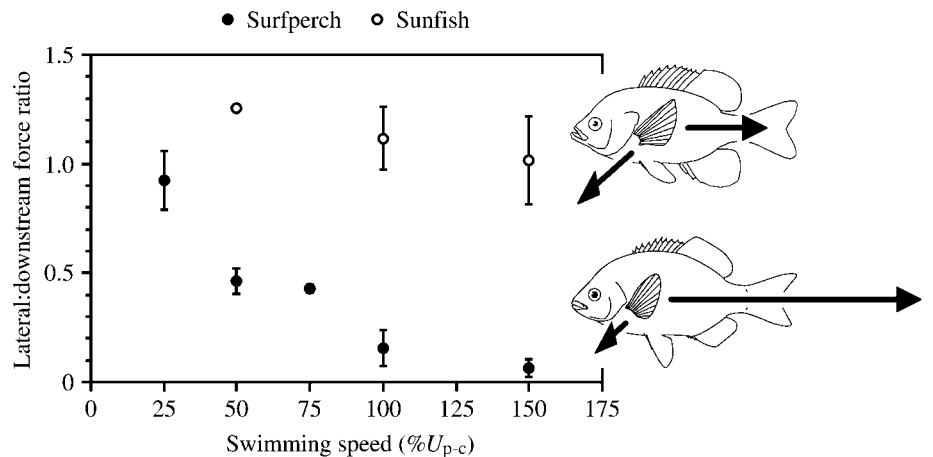 Surfperch Sunfish
1.5
1.0
0.5
0
Lateral:downstream force ratio
0 25 50 75 100 125 150 175
Swimming speed (%Up-c)